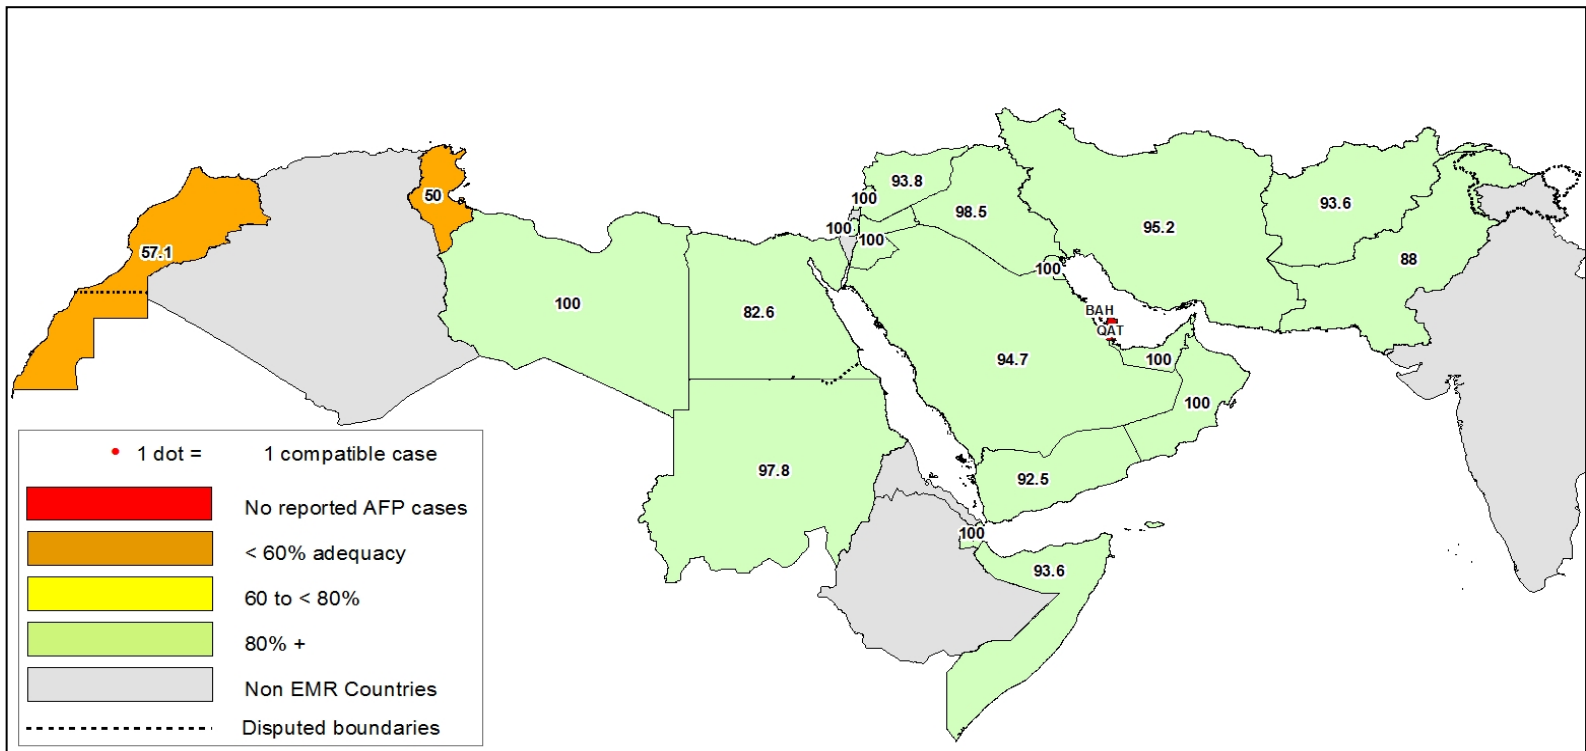 50
93.8
100
98.5
93.6
95.2
57.1
100
100
88
100
100
82.6
BAH
QAT
94.7
100
100
97.8
92.5
100
93.6
1 dot = 1 compatible case
No reported AFP cases
< 60% adequacy
60 to < 80%
80% +
Non EMR Countries
Disputed boundaries